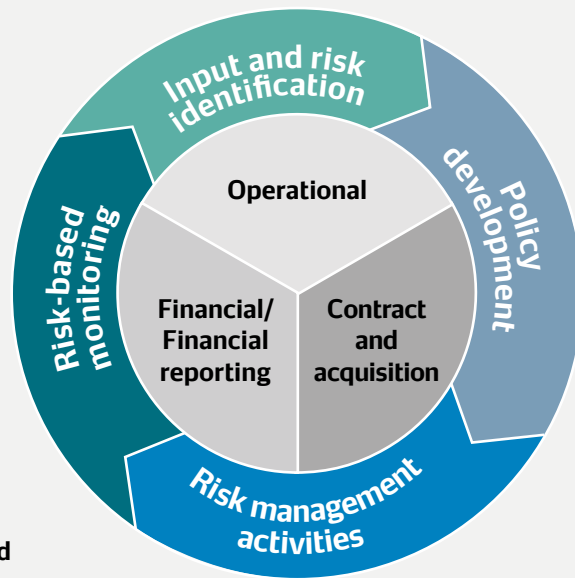 Input and risk
identification
Policy
development
Risk management
activities
Risk-based
monitoring
Operational
Financial/
Financial
reporting
Contract
and
acquisition